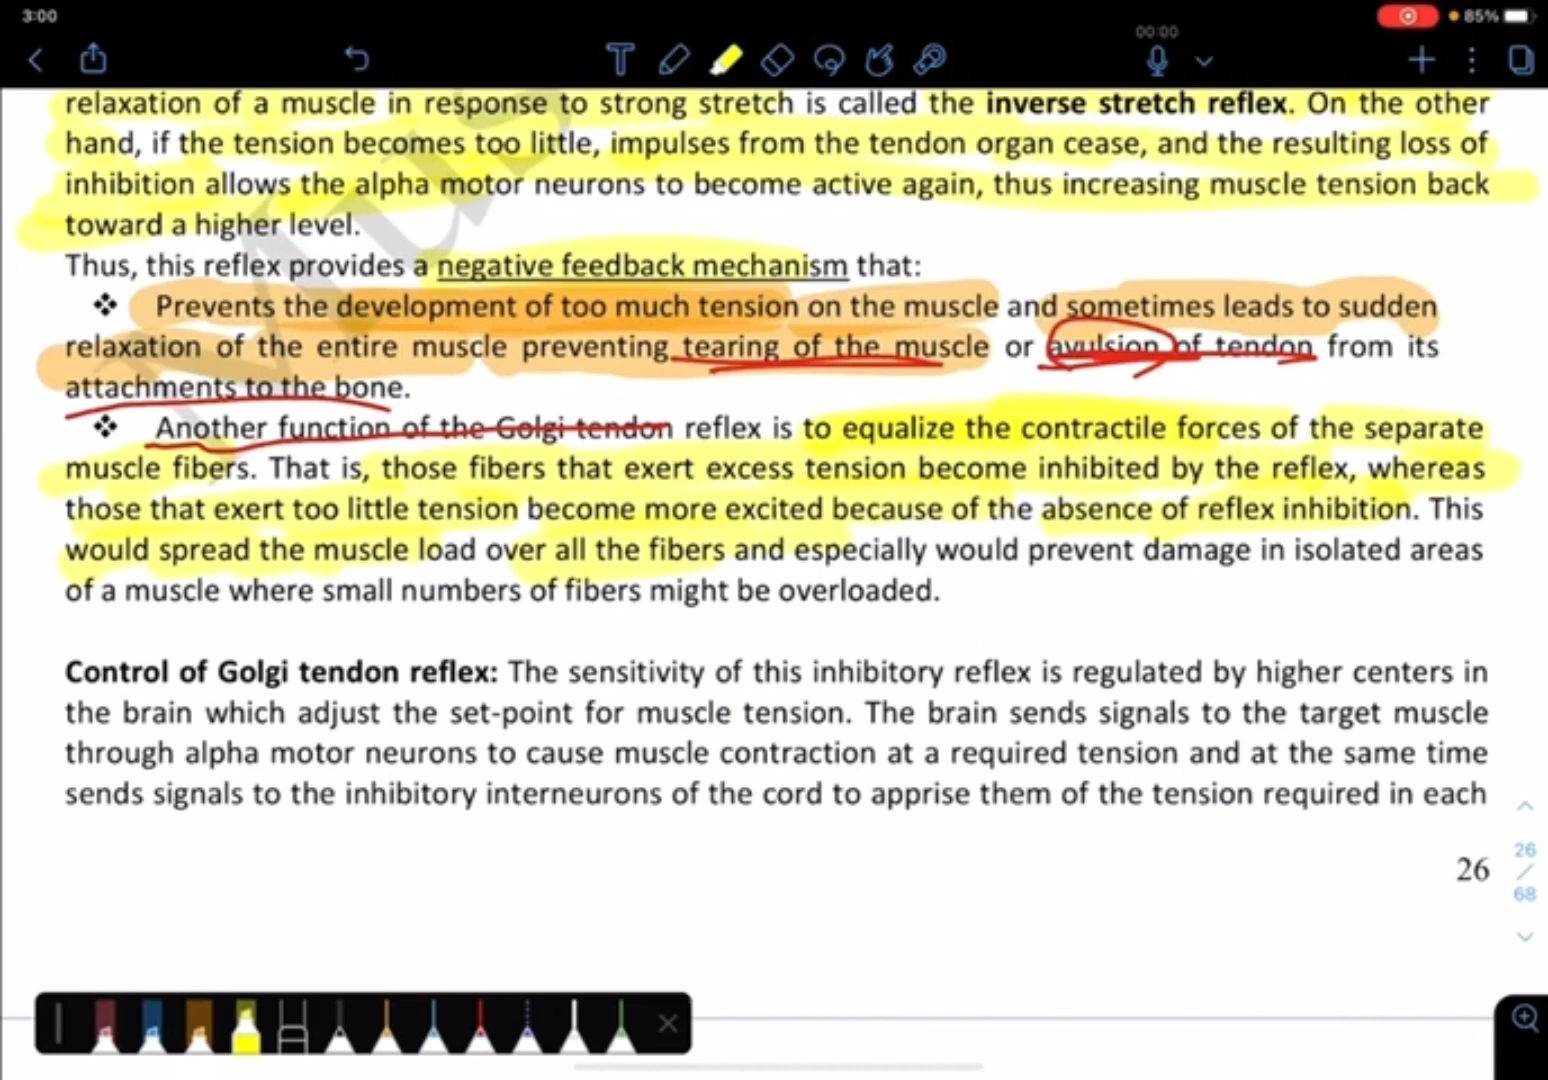 3:00
85%
00:00
relaxation of a muscle in response to strong stretch is called the inverse stretch reflex. On the other
hand, if the tension becomes too little, impulses from the tendon organ cease, and the resulting loss of
inhibition allows the alpha motor neurons to become active again, thus increasing muscle tension back
toward a higher level.
Thus, this reflex provides a negative feedback mechanism that:
❖ Prevents the development of too much tension on the muscle and sometimes leads to sudden
relaxation of the entire muscle preventing tearing of the muscle or avulsion of tendon from its
attachments to the bone.
❖ Another function of the Golgi tendon reflex is to equalize the contractile forces of the separate
muscle fibers. That is, those fibers that exert excess tension become inhibited by the reflex, whereas
those that exert too little tension become more excited because of the absence of reflex inhibition. This
would spread the muscle load over all the fibers and especially would prevent damage in isolated areas
of a muscle where small numbers of fibers might be overloaded.
Control of Golgi tendon reflex: The sensitivity of this inhibitory reflex is regulated by higher centers in
the brain which adjust the set-point for muscle tension. The brain sends signals to the target muscle
through alpha motor neurons to cause muscle contraction at a required tension and at the same time
sends signals to the inhibitory interneurons of the cord to apprise them of the tension required in each
26
26
/
68